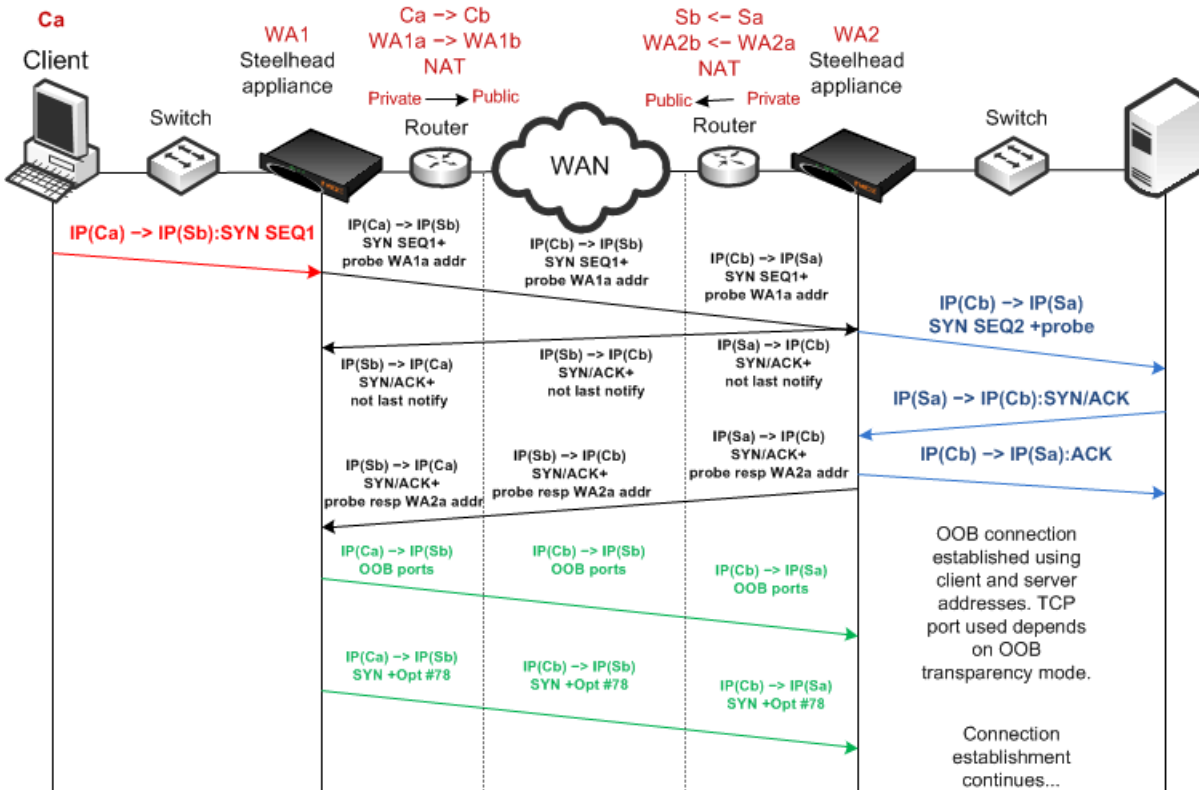 Ca
Client
Switch
WA1
Steelhead
appliance
Ca −> Cb
WA1a −> WA1b
NAT
Private
Public
Router
WAN
Sb <− Sa
WA2b <− WA2a
NAT
Public
Private
Router
WA2
Steelhead
appliance
Switch
IP(Ca) −> IP(Sb):SYN SEQ1
IP(Ca) −> IP(Sb)
SYN SEQ1+
probe WA1a addr
IP(Cb) −> IP(Sb)
SYN SEQ1+
probe WA1a addr
IP(Cb) −> IP(Sa)
SYN SEQ1+
probe WA1a addr
IP(Cb) −> IP(Sa)
SYN SEQ2 +probe
IP(Sb) −> IP(Ca)
SYN/ACK+
not last notify
IP(Sb) −> IP(Cb)
SYN/ACK+
not last notify
IP(Sa) −> IP(Cb)
SYN/ACK+
not last notify
IP(Sa) −> IP(Cb):SYN/ACK
IP(Cb) −> IP(Sa):ACK
IP(Sb) −> IP(Ca)
SYN/ACK+
probe resp WA2a addr
IP(Sb) −> IP(Cb)
SYN/ACK+
probe resp WA2a addr
IP(Sa) −> IP(Cb)
SYN/ACK+
probe resp WA2a addr
IP(Ca) −> IP(Sb)
OOB ports
IP(Cb) −> IP(Sb)
OOB ports
IP(Cb) −> IP(Sa)
OOB ports
OOB connection
established using
client and server
addresses. TCP
port used depends
on OOB
transparency mode.
IP(Ca) −> IP(Sb)
SYN +Opt #78
IP(Cb) −> IP(Sb)
SYN +Opt #78
IP(Cb) −> IP(Sa)
SYN +Opt #78
Connection
establishment
continues...